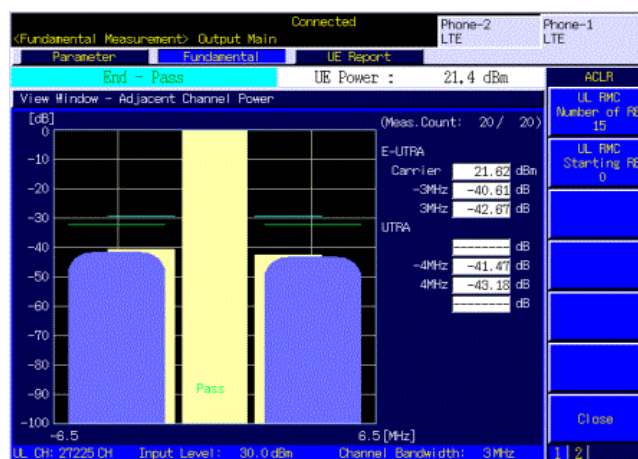 Connected
Phone-2
LTE
Phone-1
LTE
<Fundamental Measurement> Output Main
Parameter
Fundamental
UE Report
End - Pass
UE Power :
21.4 dBm
ACLR
View Window - Adjacent Channel Power
UL RMC
Number of RB
15
UL RMC
Starting RB
0
[dB]
(Meas.Count: 20/ 20)
0
-10
-20
-30
-40
-50
-60
-70
-80
-90
-100
E-UTRA
Carrier 21.62 dBm
-3MHz -40.61 dB
3MHz -42.67 dB
UTRA
-------- dB
-4MHz -41.47 dB
4MHz -43.18 dB
-------- dB
Pass
-6.5
6.5 [MHz]
Close
UL CH: 27225 CH Input Level: 30.0 dBm Channel Bandwidth: 3MHz
1 2